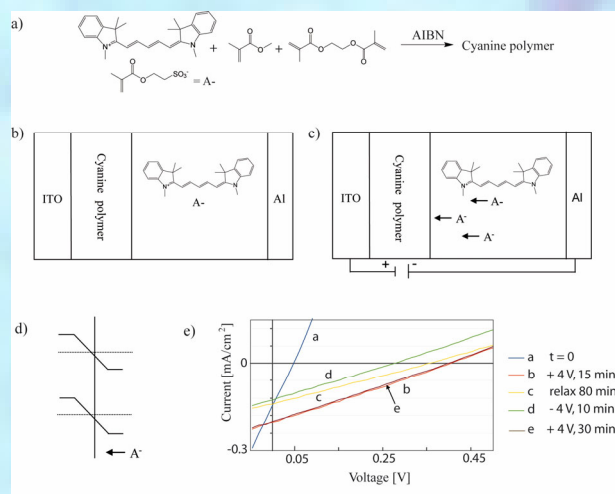 a)
N+
N
+
+
AIBN
Cyanine polymer
O
O
SO₃⁻ = A-
b)
ITO
Cyanine polymer
A-
Al
c)
ITO
Cyanine polymer
A-
A⁻
A⁻
Al
+ -
d)
A⁻
e)
Current [mA/cm²]
0
-0.3
a
d
c
b
e
0.05
0.25
0.45
Voltage [V]
a t = 0
b + 4 V, 15 min
c relax 80 min
d - 4 V, 10 min
e + 4 V, 30 min